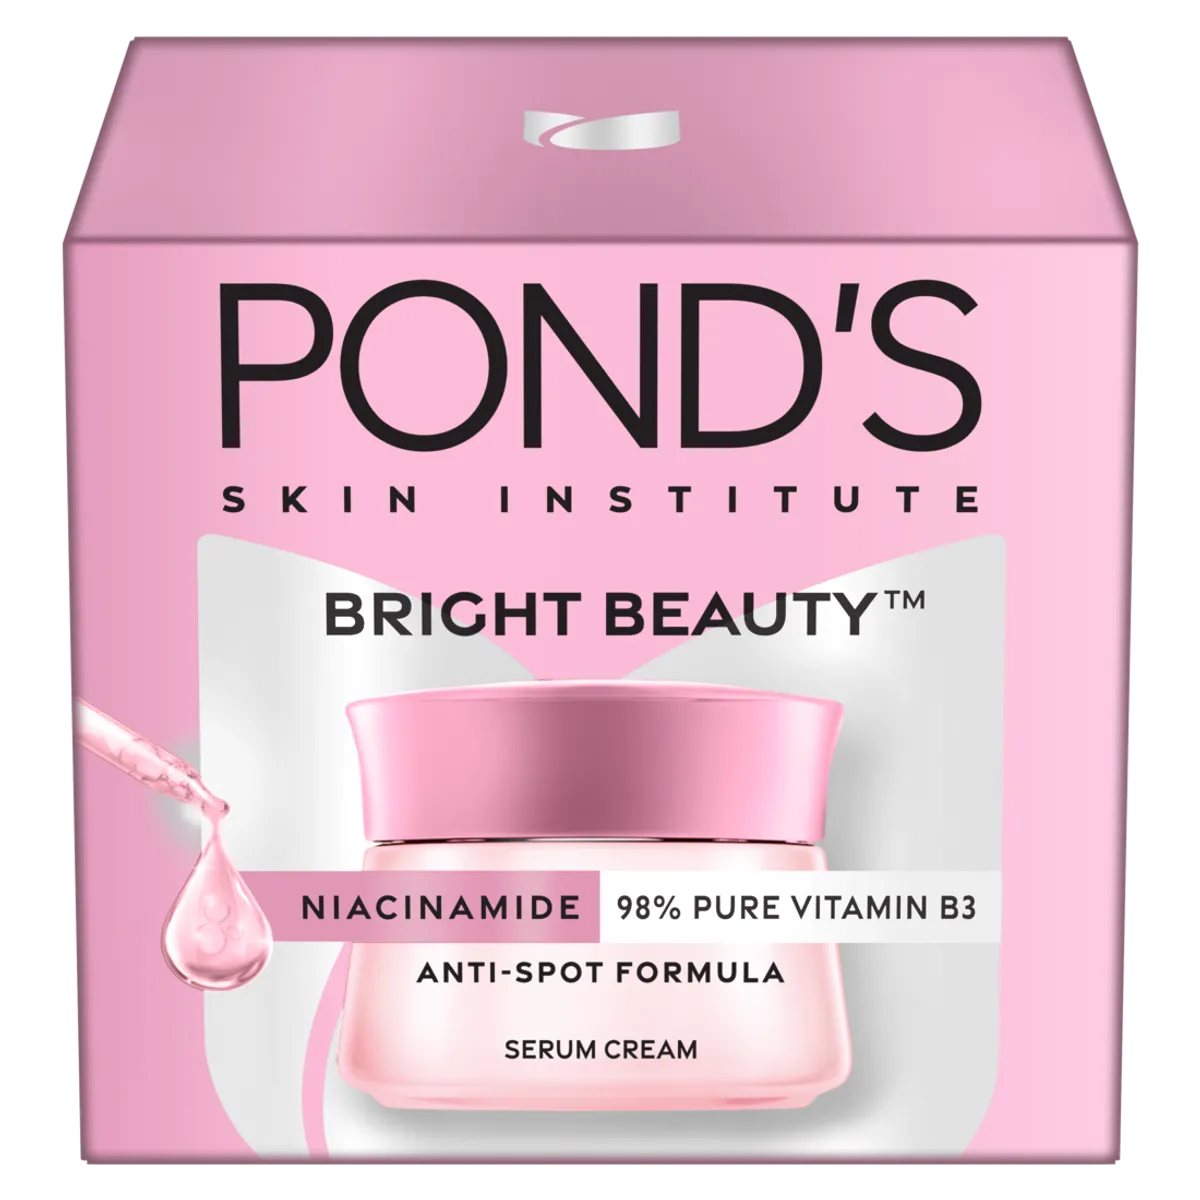 POND'S
SKIN INSTITUTE
BRIGHT BEAUTY™
NIACINAMIDE 98% PURE VITAMIN B3
ANTI-SPOT FORMULA
SERUM CREAM